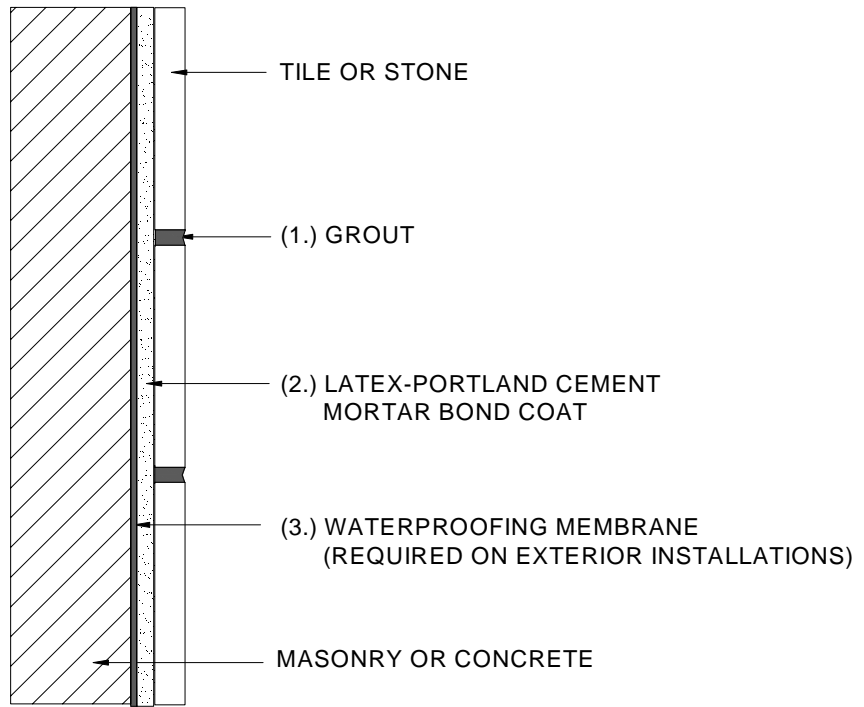 TILE OR STONE
(1.) GROUT
(2.) LATEX-PORTLAND CEMENT
MORTAR BOND COAT
(3.) WATERPROOFING MEMBRANE
(REQUIRED ON EXTERIOR INSTALLATIONS)
MASONRY OR CONCRETE